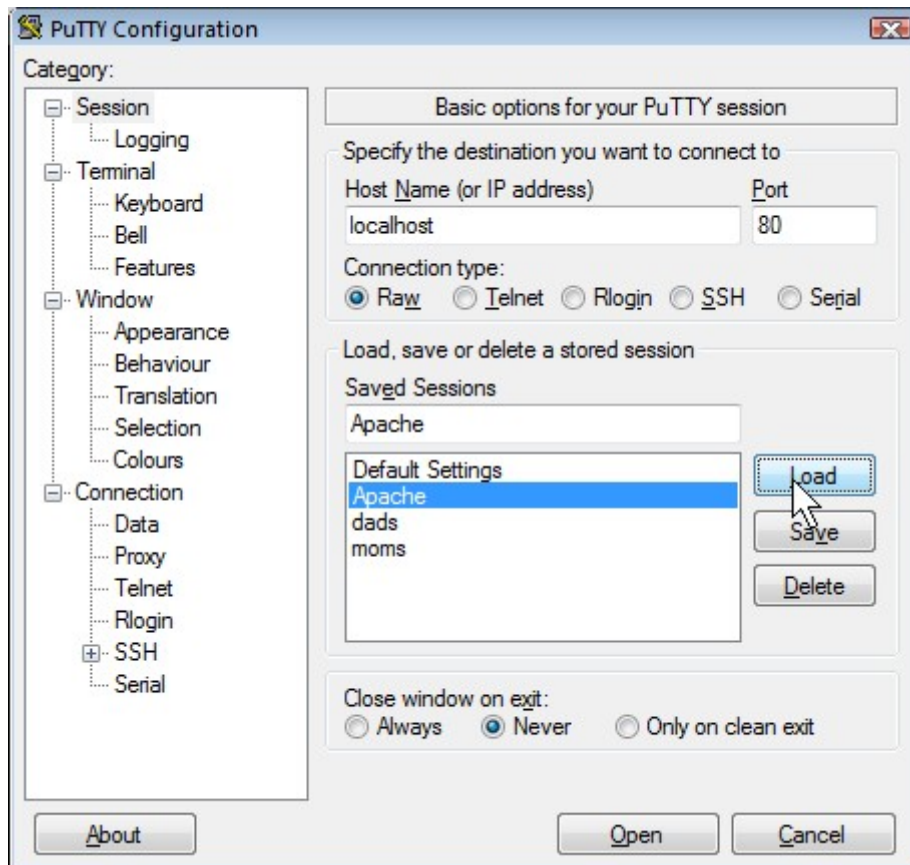 PuTTY Configuration
Category:
Session
Logging
Terminal
Keyboard
Bell
Features
Window
Appearance
Behaviour
Translation
Selection
Colours
Connection
Data
Proxy
Telnet
Rlogin
SSH
Serial
Basic options for your PuTTY session
Specify the destination you want to connect to
Host Name (or IP address) Port
localhost 80
Connection type:
Raw Telnet Rlogin SSH Serial
Load, save or delete a stored session
Saved Sessions
Apache
Default Settings
Apache
dads
moms
Load
Save
Delete
Close window on exit:
Always Never Only on clean exit
About Open Cancel